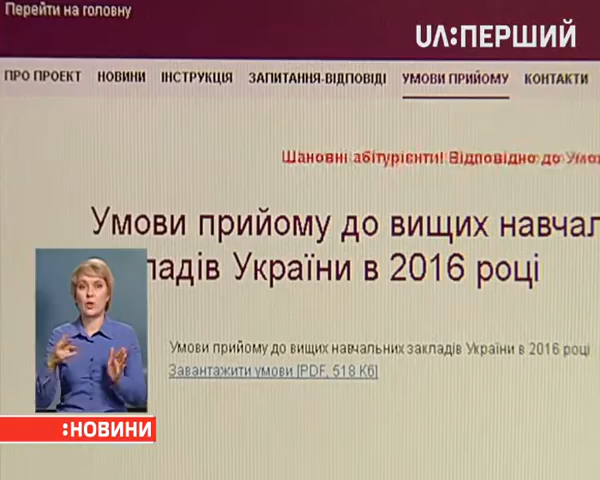 Перейти на головну
UA:ПЕРШИЙ
ПРО ПРОЕКТ НОВИНИ ІНСТРУКЦІЯ ЗАПИТАННЯ-ВІДПОВІДІ УМОВИ ПРИЙОМУ КОНТАКТИ
Шановні абітурієнти! Відповідно до
Умови прийому до вищих
України в 2016 році
Умови прийому до вищих навчальних закладів України в 2016 році
Завантажити умови [PDF, 518 Кб]
:НОВИНИ